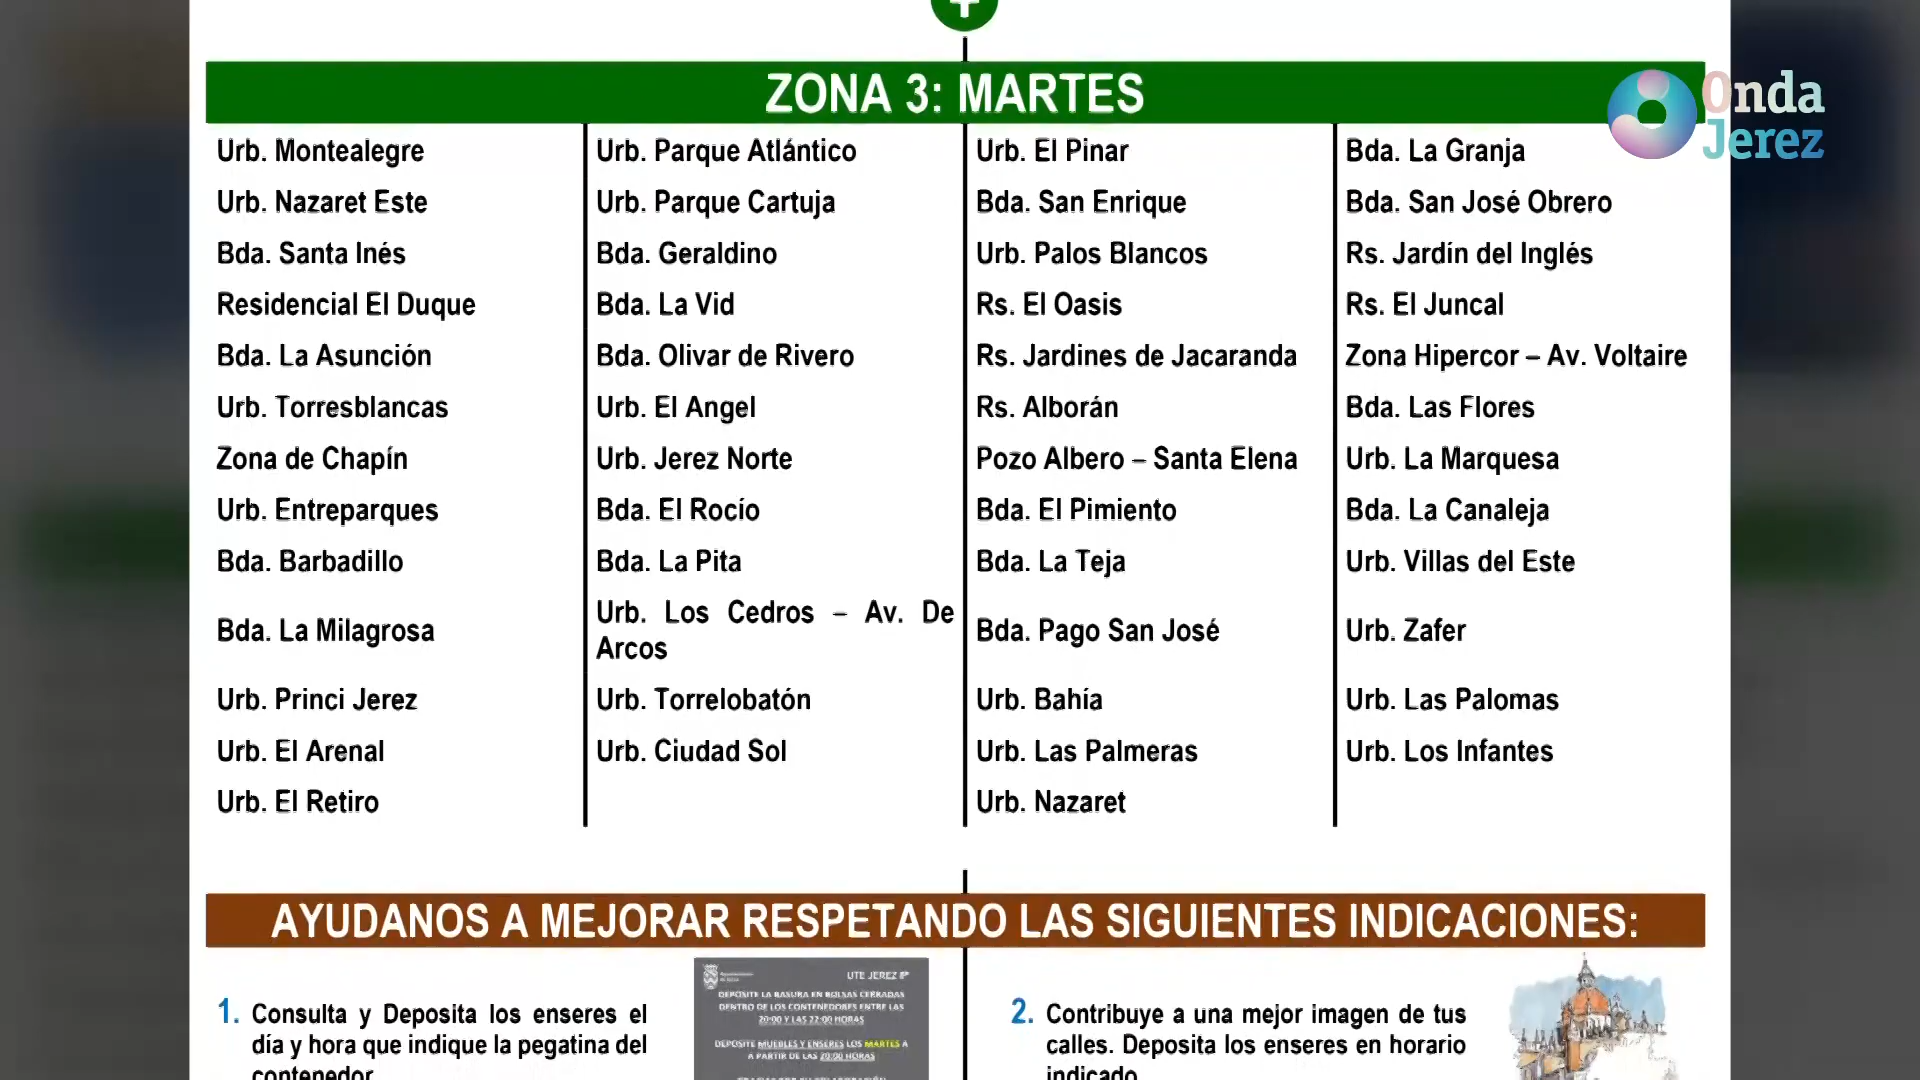 ZONA 3: MARTES
Onda
Jerez
Urb. Montealegre
Urb. Nazaret Este
Bda. Santa Inés
Residencial El Duque
Bda. La Asunción
Urb. Torresblancas
Zona de Chapín
Urb. Entreparques
Bda. Barbadillo
Bda. La Milagrosa
Urb. Princi Jerez
Urb. El Arenal
Urb. El Retiro
Urb. Parque Atlántico
Urb. Parque Cartuja
Bda. Geraldino
Bda. La Vid
Bda. Olivar de Rivero
Urb. El Angel
Urb. Jerez Norte
Bda. El Rocío
Bda. La Pita
Urb. Los Cedros – Av. De
Arcos
Urb. Torrelobatón
Urb. Ciudad Sol
Urb. El Pinar
Bda. San Enrique
Urb. Palos Blancos
Rs. El Oasis
Rs. Jardines de Jacaranda
Rs. Alborán
Pozo Albero – Santa Elena
Bda. El Pimiento
Bda. La Teja
Bda. Pago San José
Urb. Bahía
Urb. Las Palmeras
Urb. Nazaret
Bda. La Granja
Bda. San José Obrero
Rs. Jardín del Inglés
Rs. El Juncal
Zona Hipercor – Av. Voltaire
Bda. Las Flores
Urb. La Marquesa
Bda. La Canaleja
Urb. Villas del Este
Urb. Zafer
Urb. Las Palomas
Urb. Los Infantes
AYUDANOS A MEJORAR RESPETANDO LAS SIGUIENTES INDICACIONES:
1. Consulta y Deposita los enseres el
día y hora que indique la pegatina del
contenedor
UTE JEREZ
DEPOSITE LA BASURA EN BOLSAS CERRADAS
DENTRO DE LOS CONTENEDORES ENTRE LAS
20:00 Y LAS 22:00 HORAS
DEPOSITE MUEBLES Y ENSERES LOS MARTES A
A PARTIR DE LAS 20:00 HORAS
2. Contribuye a una mejor imagen de tus
calles. Deposita los enseres en horario
indicado